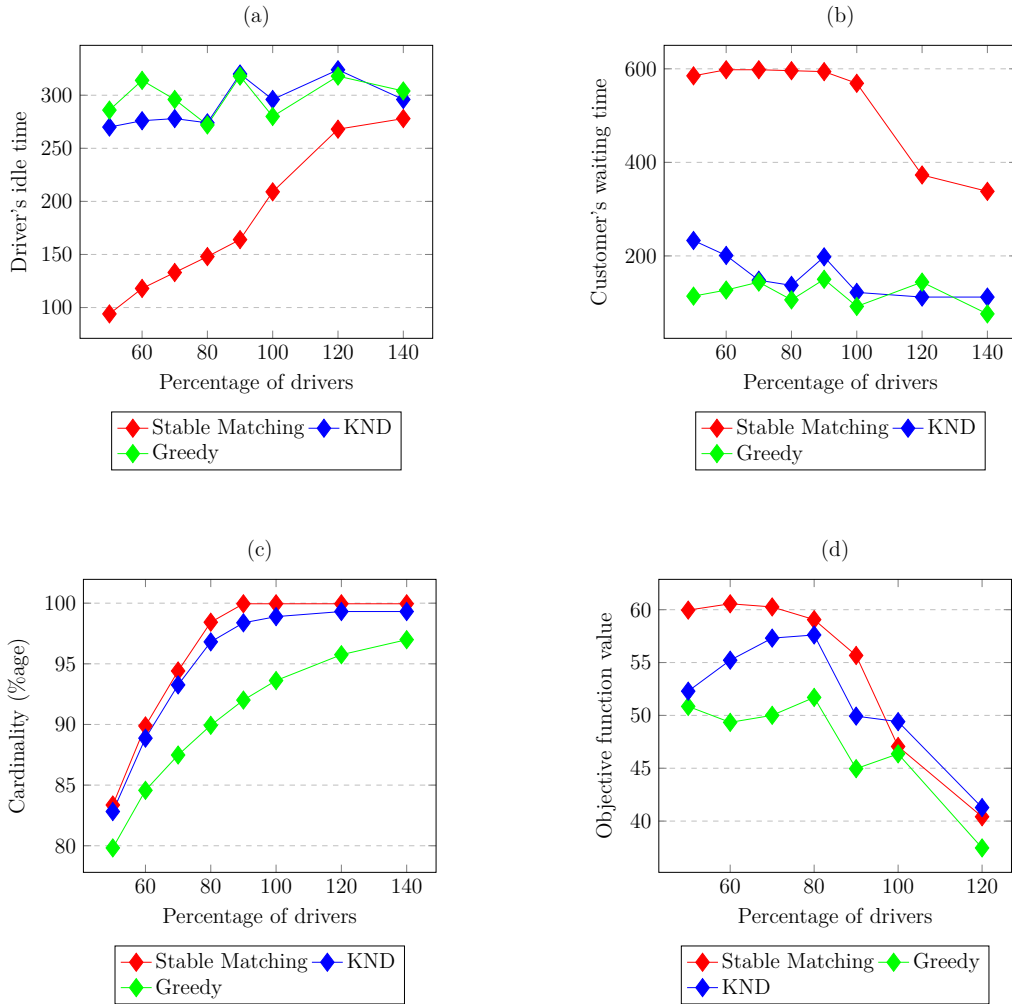 (a)
Driver's idle time
300
250
200
150
100
60 80 100 120 140
Percentage of drivers
Stable Matching KND
Greedy
(b)
Customer's waiting time
600
400
200
60 80 100 120 140
Percentage of drivers
Stable Matching KND
Greedy
(c)
Cardinality (%age)
100
95
90
85
80
60 80 100 120 140
Percentage of drivers
Stable Matching KND
Greedy
(d)
Objective function value
60
55
50
45
40
60 80 100 120
Percentage of drivers
Stable Matching Greedy
KND